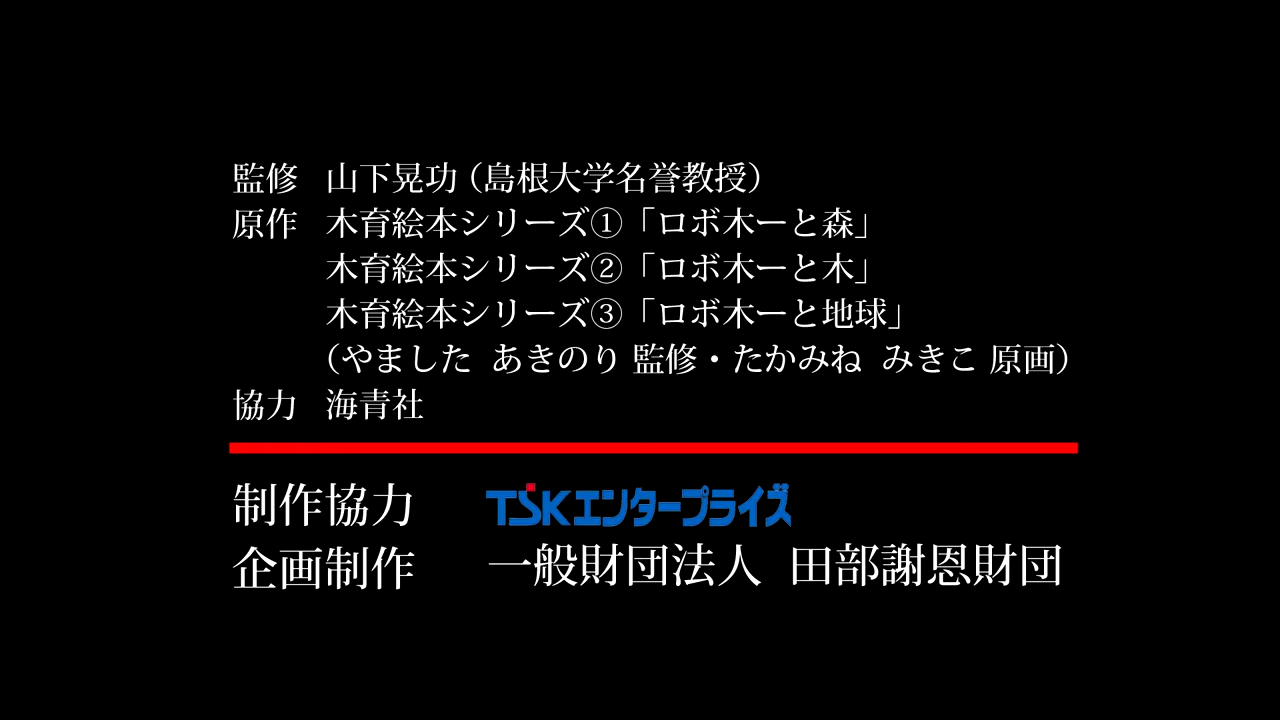 監修 山下晃功（島根大学名誉教授）
原作 木育絵本シリーズ①「ロボ木ーと森」
木育絵本シリーズ②「ロボ木ーと木」
木育絵本シリーズ③「ロボ木ーと地球」
（やました あきのり 監修・たかみね みきこ 原画）
協力 海青社
制作協力 TSKエンタープライズ
企画制作 一般財団法人 田部謝恩財団